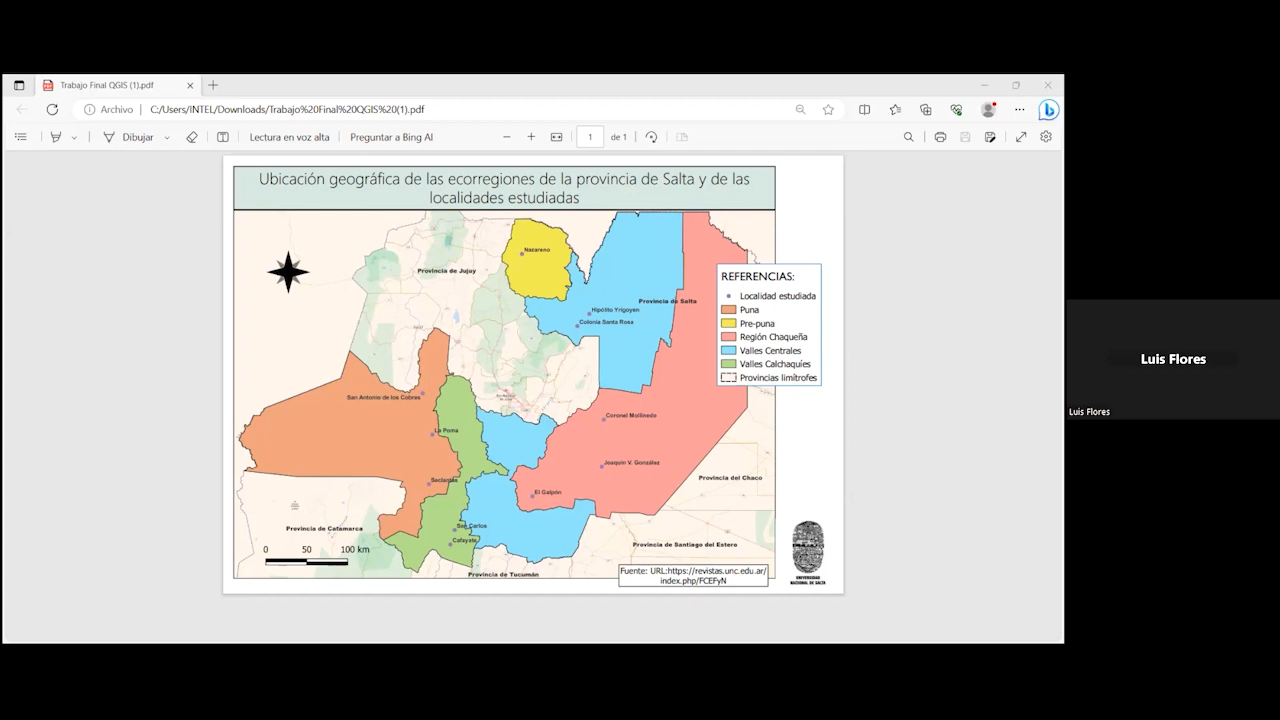 Trabajo Final QGIS (1).pdf
Archivo
C:/Users/INTEL/Downloads/Trabajo%20Final%20QGIS%20(1).pdf
Dibujar
Lectura en voz alta
Preguntar a Bing AI
1
de 1
Ubicación geográfica de las ecorregiones de la provincia de Salta y de las
localidades estudiadas
Nazareno
Provincia de Jujuy
Provincia de Salta
Hipólito Yrigoyen
Colonia Santa Rosa
REFERENCIAS:
Localidad estudiada
Puna
Pre-puna
Región Chaqueña
Valles Centrales
Valles Calchaquíes
Provincias limítrofes
San Antonio de los Cobres
La Poma
Coronel Mollinedo
Joaquín V. González
Seclantás
El Galpón
San Carlos
Cafayate
Provincia del Chaco
Provincia de Catamarca
Provincia de Santiago del Estero
Provincia de Tucumán
0 50 100 km
Fuente: URL:https://revistas.unc.edu.ar/
index.php/FCEFyN
UNIVERSIDAD
NACIONAL DE SALTA
Luis Flores
Luis Flores